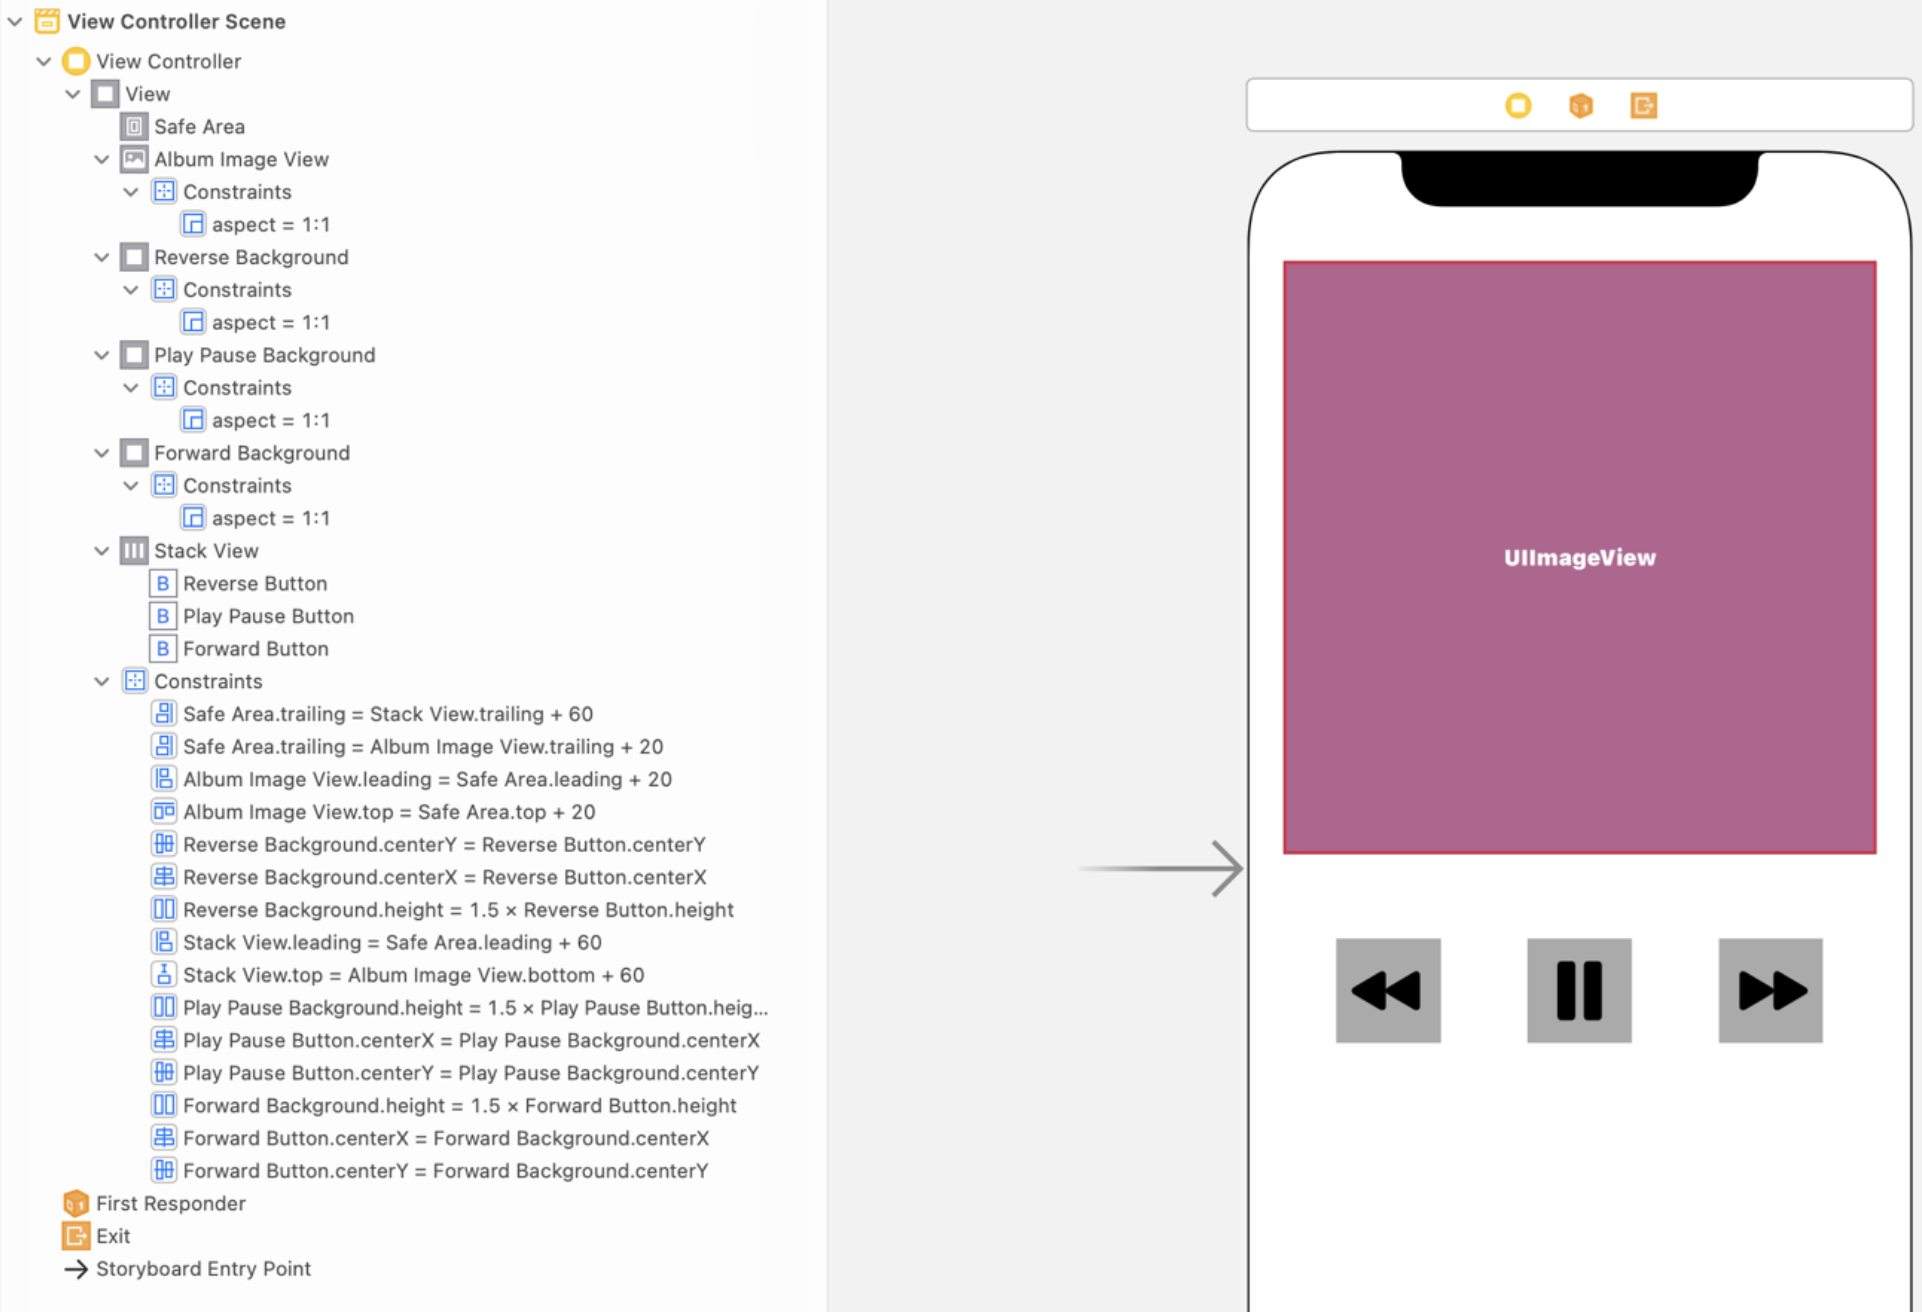 View Controller Scene
View Controller
View
Safe Area
Album Image View
Constraints
aspect = 1:1
Reverse Background
Constraints
aspect = 1:1
Play Pause Background
Constraints
aspect = 1:1
Forward Background
Constraints
aspect = 1:1
Stack View
B Reverse Button
B Play Pause Button
B Forward Button
Constraints
Safe Area.trailing = Stack View.trailing + 60
Safe Area.trailing = Album Image View.trailing + 20
Album Image View.leading = Safe Area.leading + 20
Album Image View.top = Safe Area.top + 20
Reverse Background.centerY = Reverse Button.centerY
Reverse Background.centerX = Reverse Button.centerX
Reverse Background.height = 1.5 × Reverse Button.height
Stack View.leading = Safe Area.leading + 60
Stack View.top = Album Image View.bottom + 60
Play Pause Background.height = 1.5 × Play Pause Button.heig...
Play Pause Button.centerX = Play Pause Background.centerX
Play Pause Button.centerY = Play Pause Background.centerY
Forward Background.height = 1.5 × Forward Button.height
Forward Button.centerX = Forward Background.centerX
Forward Button.centerY = Forward Background.centerY
First Responder
Exit
Storyboard Entry Point
UIImageView